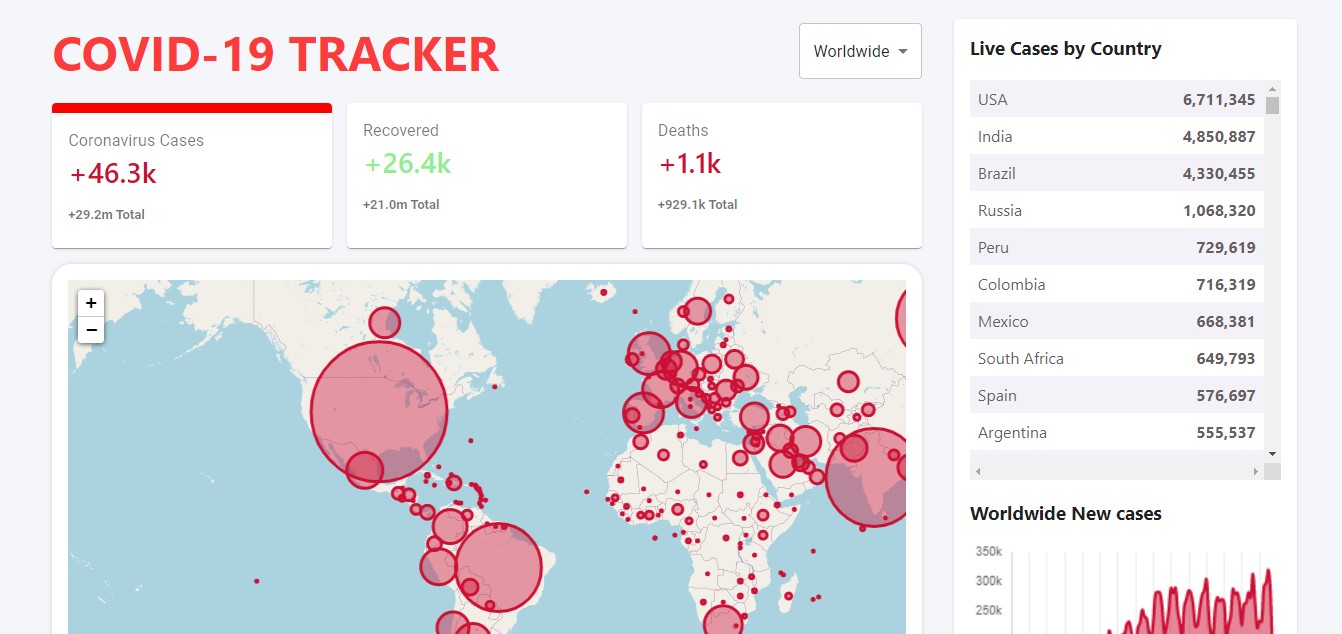 COVID-19 TRACKER
Worldwide
Coronavirus Cases
+46.3k
+29.2m Total
Recovered
+26.4k
+21.0m Total
Deaths
+1.1k
+929.1k Total
+
−
Live Cases by Country
USA 6,711,345
India 4,850,887
Brazil 4,330,455
Russia 1,068,320
Peru 729,619
Colombia 716,319
Mexico 668,381
South Africa 649,793
Spain 576,697
Argentina 555,537
Worldwide New cases
350k
300k
250k